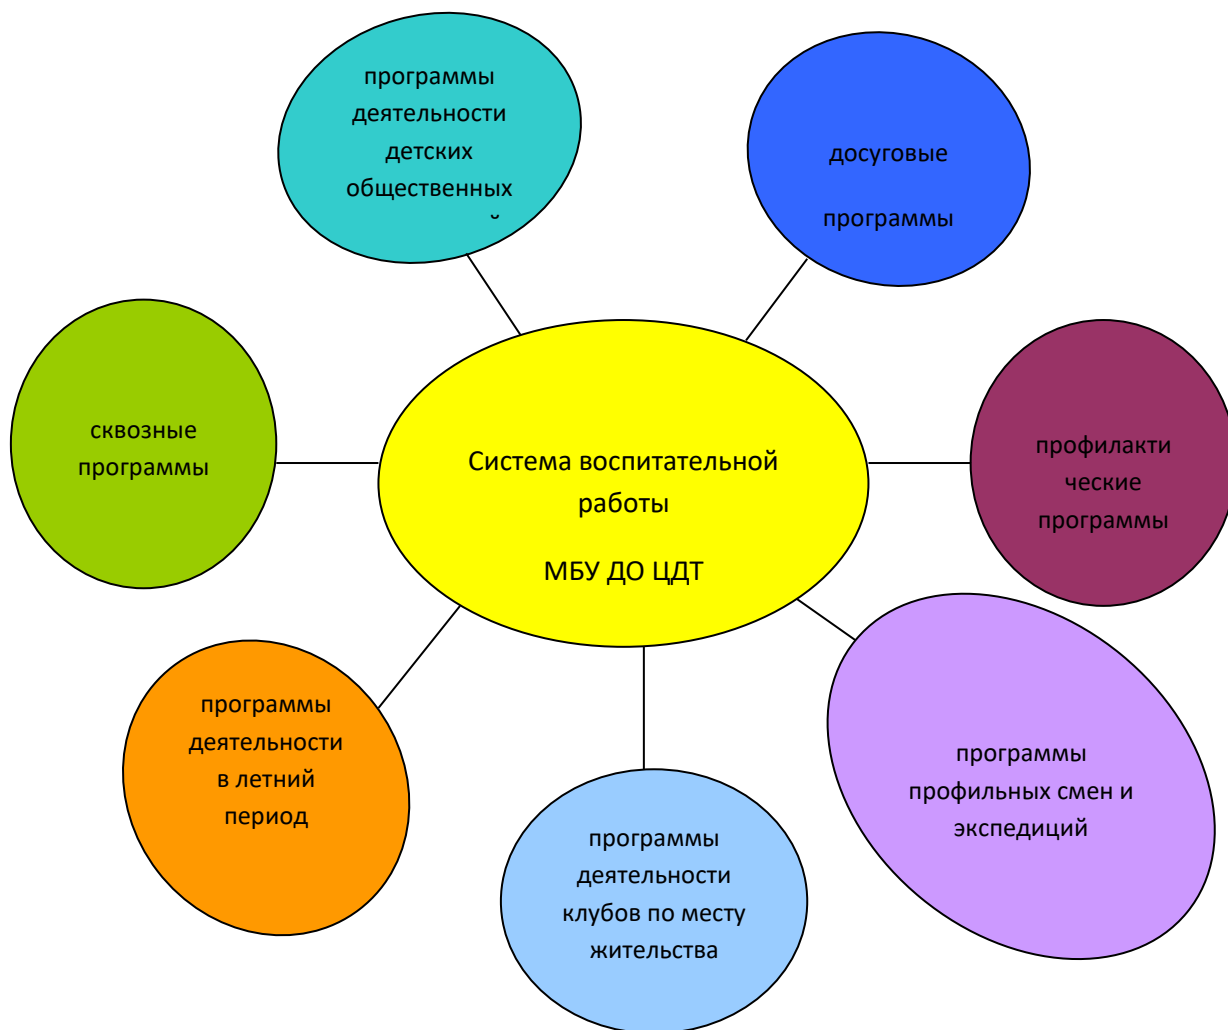 программы
деятельности
детских
общественных
досуговые
программы
сквозные
программы
Система воспитательной
работы
МБУ ДО ЦДТ
профилакти
ческие
программы
программы
деятельности
в летний
период
программы
профильных смен и
экспедиций
программы
деятельности
клубов по месту
жительства